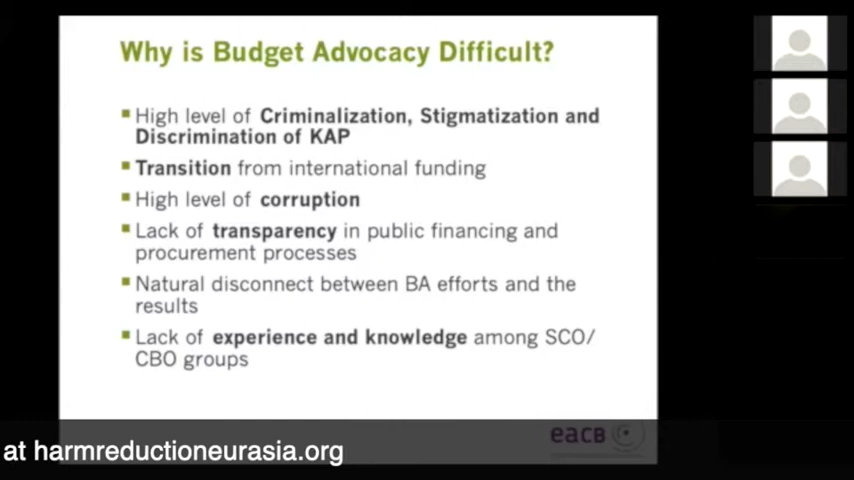 Why is Budget Advocacy Difficult?
High level of Criminalization, Stigmatization and
Discrimination of KAP
Transition from international funding
High level of corruption
Lack of transparency in public financing and
procurement processes
Natural disconnect between BA efforts and the
results
Lack of experience and knowledge among SCO/
CBO groups
eacB
at harmreductioneurasia.org